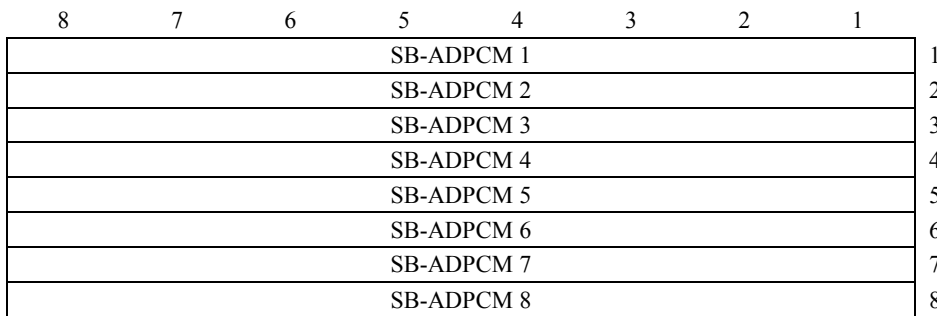 8 7 6 5 4 3 2 1
SB-ADPCM 1 1
SB-ADPCM 2 2
SB-ADPCM 3 3
SB-ADPCM 4 4
SB-ADPCM 5 5
SB-ADPCM 6 6
SB-ADPCM 7 7
SB-ADPCM 8 8